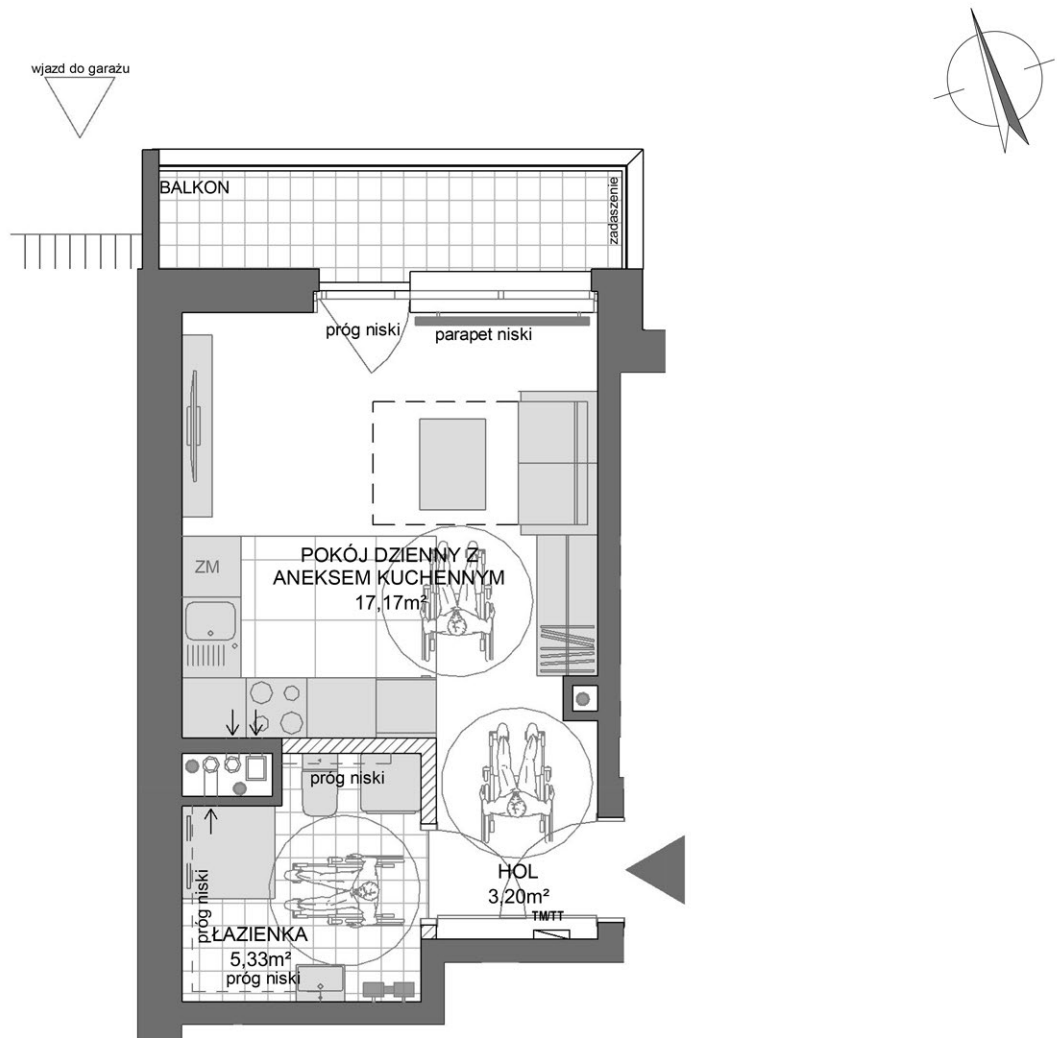 wjazd do garażu
BALKON
zadaszenie
próg niski
parapet niski
POKÓJ DZIENNY Z
ANEKSEM KUCHENNYM
17,17m²
ZM
próg niski
HOL
3,20m²
TM/TT
próg niski
ŁAZIENKA
5,33m²
próg niski